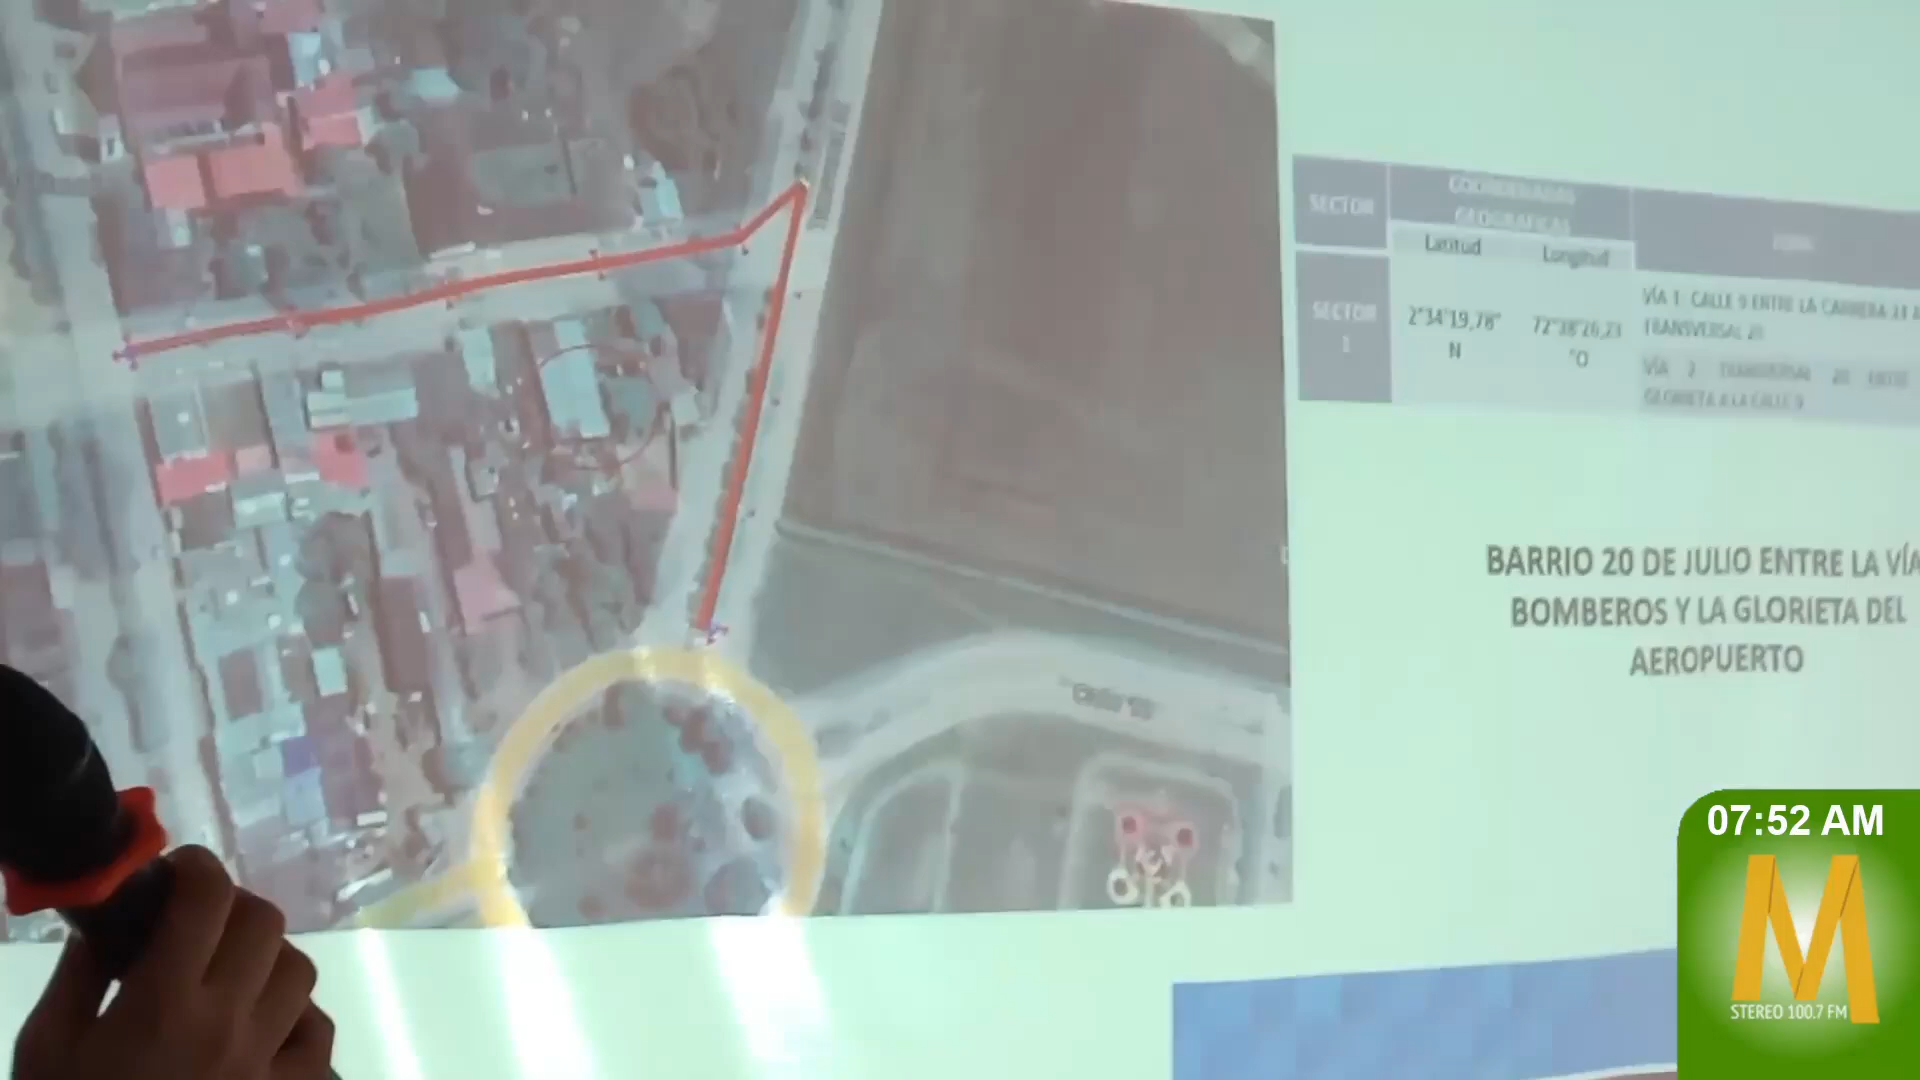 SECTOR
COORDENADAS
GEOGRAFICAS
Latitud
Longitud
SECTOR
1
2°34'19,78"
N
72°38'26,23
"O
VÍA 1: CALLE 9 ENTRE LA CARRERA
TRANSVERSAL 20
VÍA 2 TRANSVERSAL 20 ENTRE
GLORIETA A LA CALLE 9
BARRIO 20 DE JULIO ENTRE LA VÍA
BOMBEROS Y LA GLORIETA DEL
AEROPUERTO
07:52 AM
M
STEREO 100.7 FM